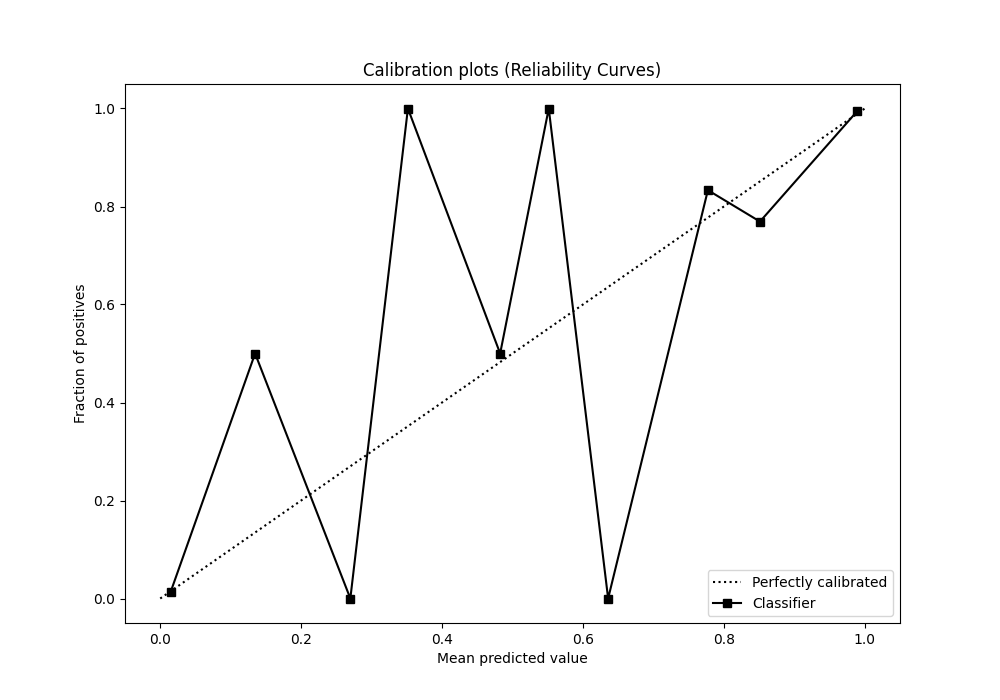 Calibration plots (Reliability Curves)
1.0
0.8
0.6
0.4
0.2
0.0
Fraction of positives
0.0 0.2 0.4 0.6 0.8 1.0
Mean predicted value
Perfectly calibrated
Classifier